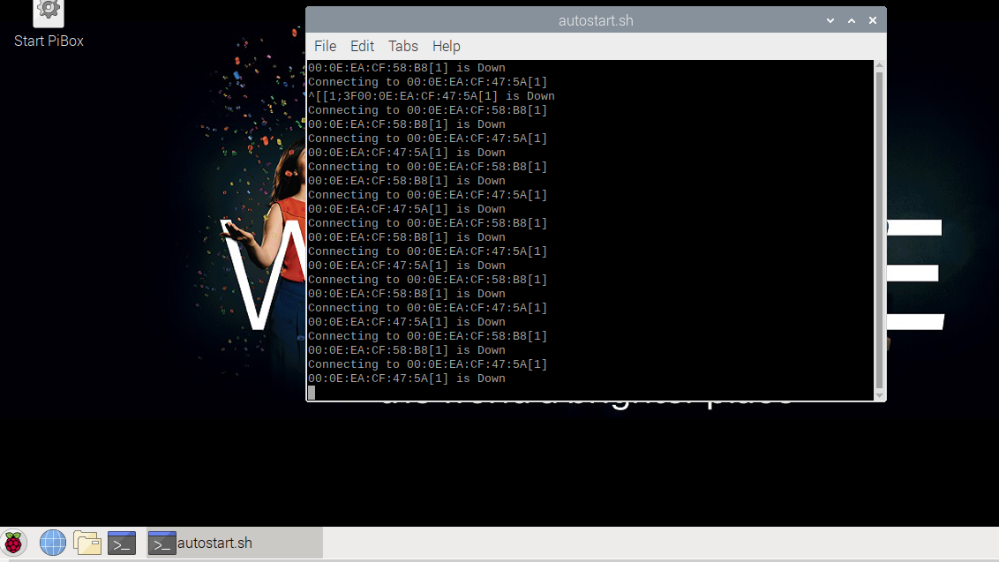 Start PiBox
autostart.sh
File Edit Tabs Help
00:0E:EA:CF:58:B8[1] is Down
Connecting to 00:0E:EA:CF:47:5A[1]
^[[1;3F00:0E:EA:CF:47:5A[1] is Down
Connecting to 00:0E:EA:CF:58:B8[1]
00:0E:EA:CF:58:B8[1] is Down
Connecting to 00:0E:EA:CF:47:5A[1]
00:0E:EA:CF:47:5A[1] is Down
Connecting to 00:0E:EA:CF:58:B8[1]
00:0E:EA:CF:58:B8[1] is Down
Connecting to 00:0E:EA:CF:47:5A[1]
00:0E:EA:CF:47:5A[1] is Down
Connecting to 00:0E:EA:CF:58:B8[1]
00:0E:EA:CF:58:B8[1] is Down
Connecting to 00:0E:EA:CF:47:5A[1]
00:0E:EA:CF:47:5A[1] is Down
Connecting to 00:0E:EA:CF:58:B8[1]
00:0E:EA:CF:58:B8[1] is Down
Connecting to 00:0E:EA:CF:47:5A[1]
00:0E:EA:CF:47:5A[1] is Down
Connecting to 00:0E:EA:CF:58:B8[1]
00:0E:EA:CF:58:B8[1] is Down
Connecting to 00:0E:EA:CF:47:5A[1]
00:0E:EA:CF:47:5A[1] is Down
autostart.sh